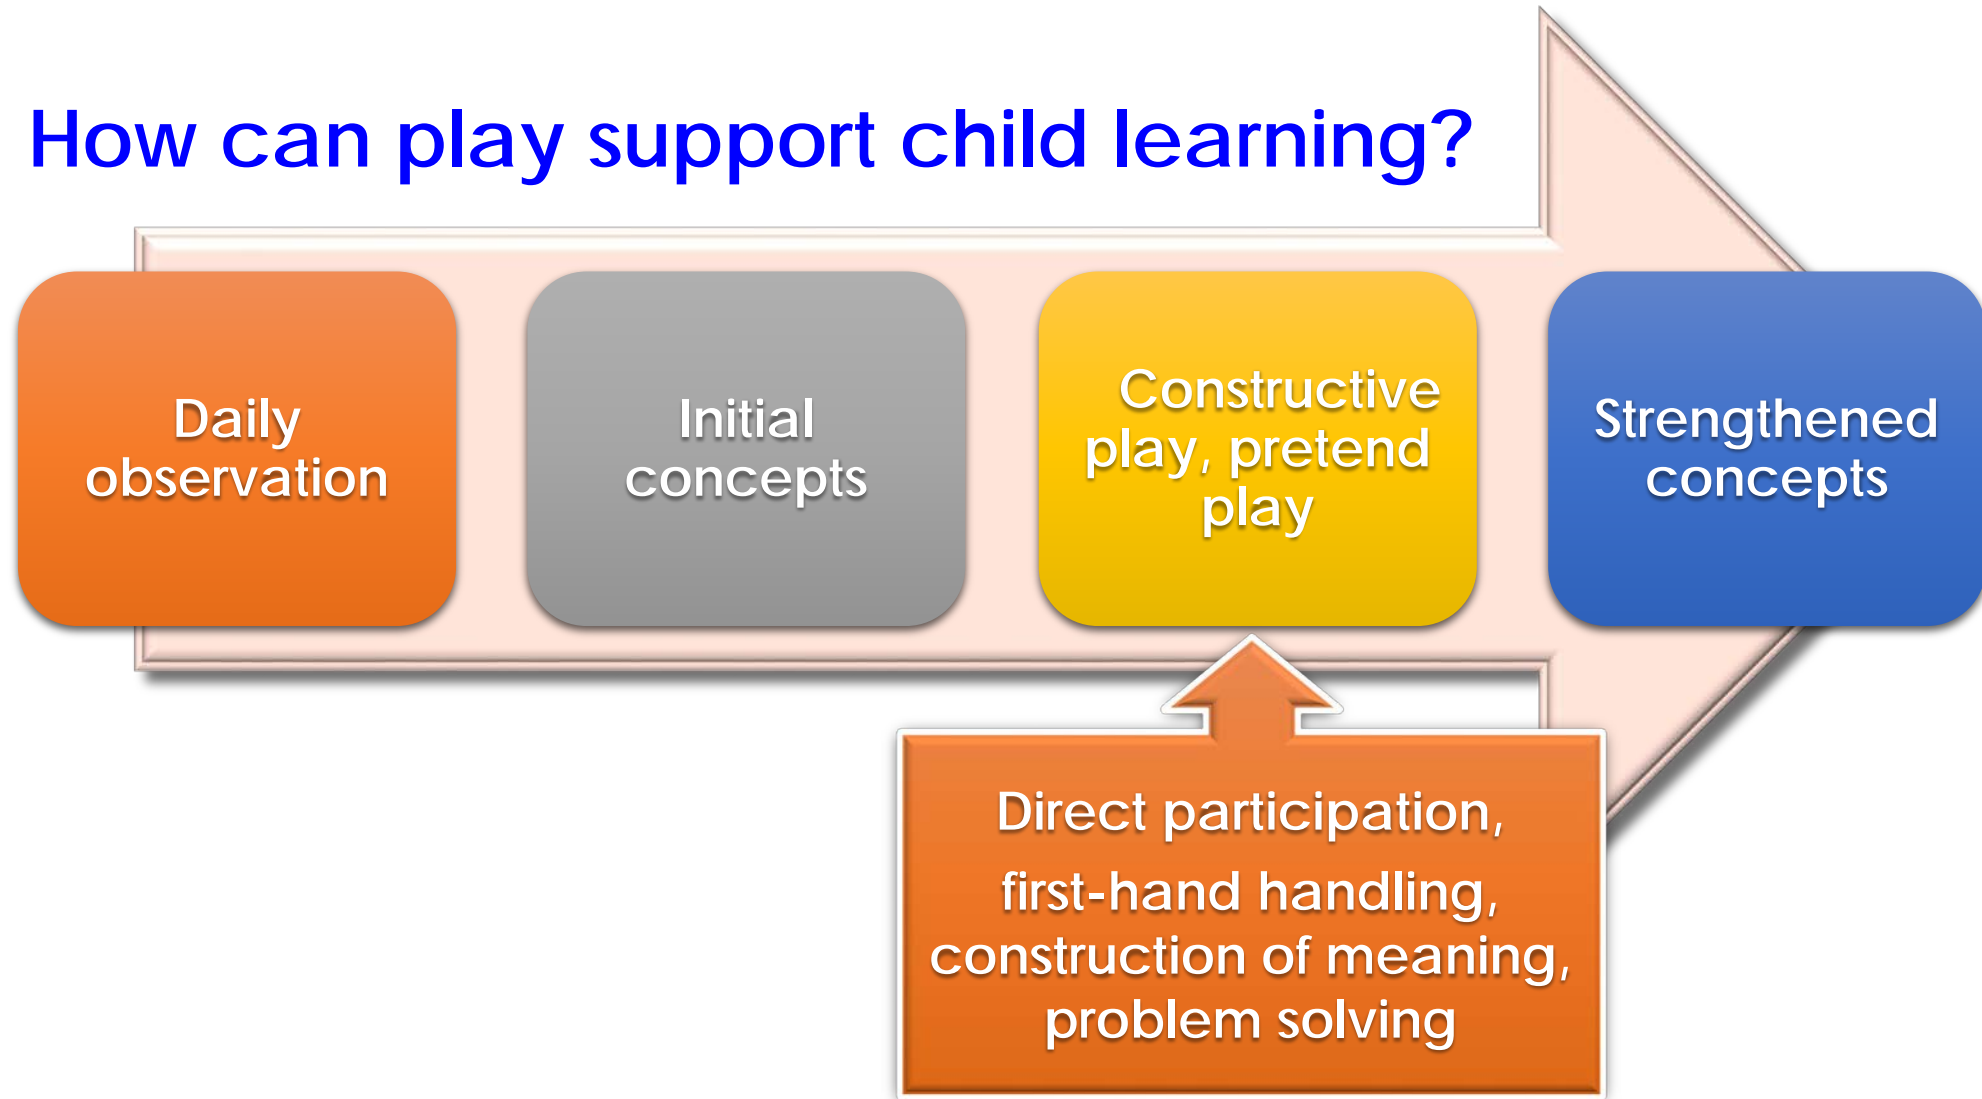 How can play support child learning?
Daily
observation
Initial
concepts
Constructive
play, pretend
play
Strengthened
concepts
Direct participation,
first-hand handling,
construction of meaning,
problem solving